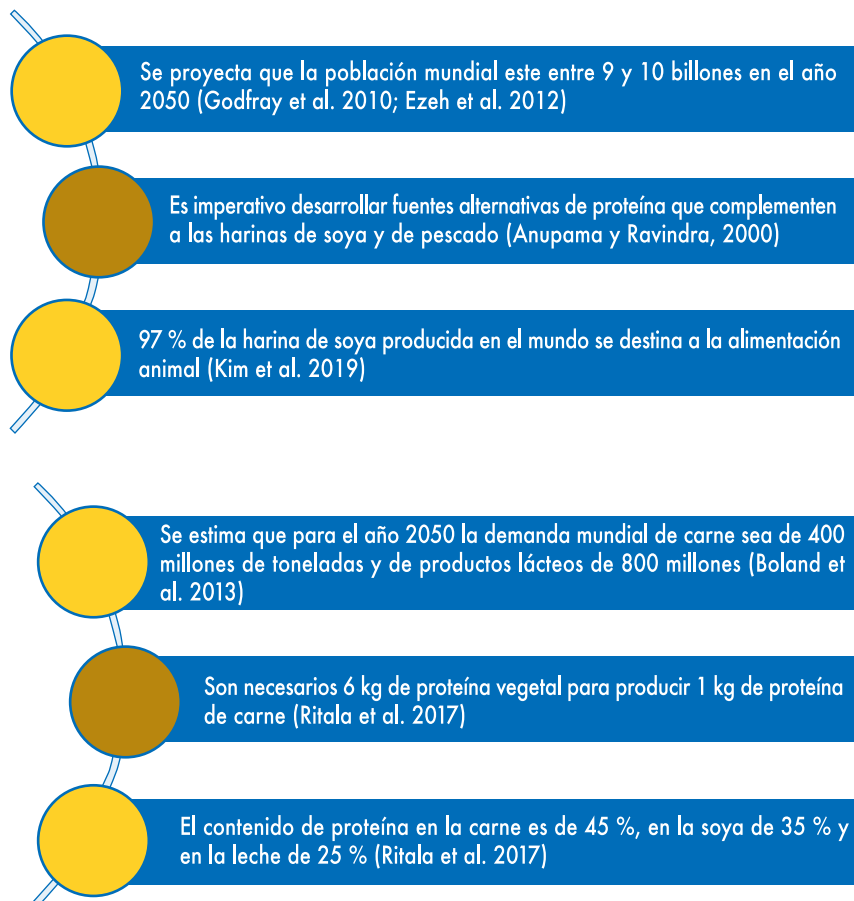 Se proyecta que la población mundial este entre 9 y 10 billones en el año
2050 (Godfray et al. 2010; Ezeh et al. 2012)
Es imperativo desarrollar fuentes alternativas de proteína que complementen
a las harinas de soya y de pescado (Anupama y Ravindra, 2000)
97 % de la harina de soya producida en el mundo se destina a la alimentación
animal (Kim et al. 2019)
Se estima que para el año 2050 la demanda mundial de carne sea de 400
millones de toneladas y de productos lácteos de 800 millones (Boland et
al. 2013)
Son necesarios 6 kg de proteína vegetal para producir 1 kg de proteína
de carne (Ritala et al. 2017)
El contenido de proteína en la carne es de 45 %, en la soya de 35 % y
en la leche de 25 % (Ritala et al. 2017)